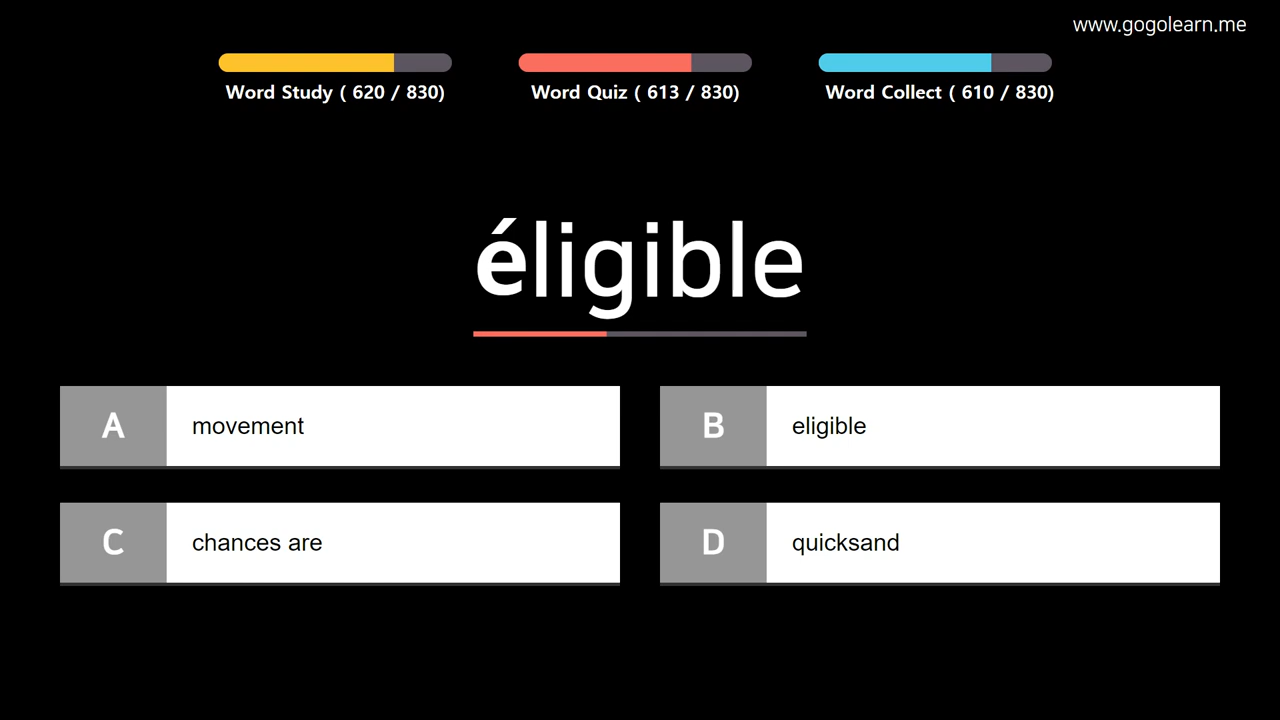 www.gogolearn.me
Word Study ( 620 / 830)
Word Quiz ( 613 / 830)
Word Collect ( 610 / 830)
éligible
A movement
B eligible
C chances are
D quicksand